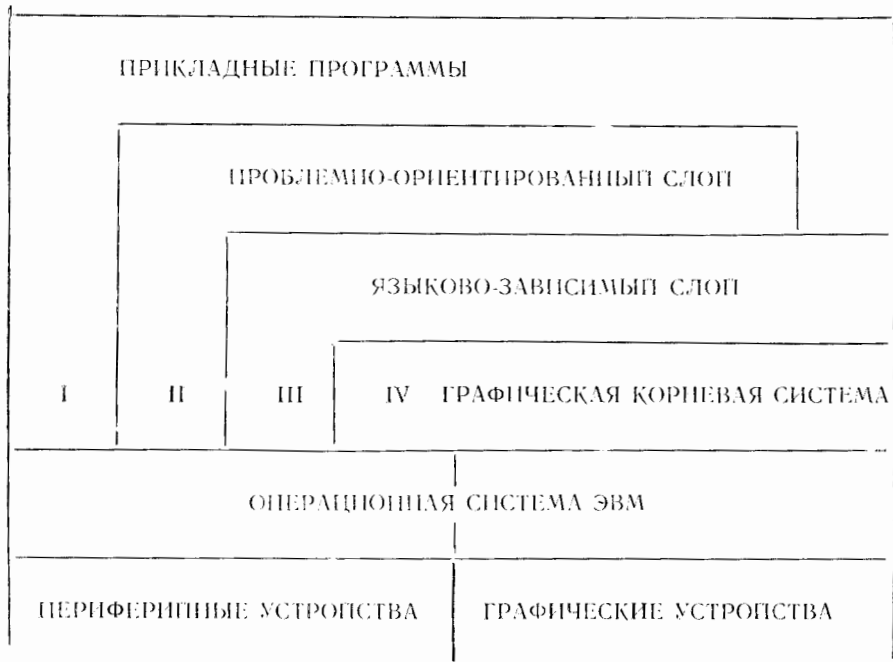 ПРИКЛАДНЫЕ ПРОГРАММЫ
ПРОБЛЕМНО-ОРИЕНТИРОВАННЫЙ СЛОЙ
ЯЗЫКОВО-ЗАВИСИМЫЙ СЛОЙ
I II III IV ГРАФИЧЕСКАЯ КОРНЕВАЯ СИСТЕМА
ОПЕРАЦИОННАЯ СИСТЕМА ЭВМ
ПЕРИФЕРИЙНЫЕ УСТРОЙСТВА ГРАФИЧЕСКИЕ УСТРОЙСТВА